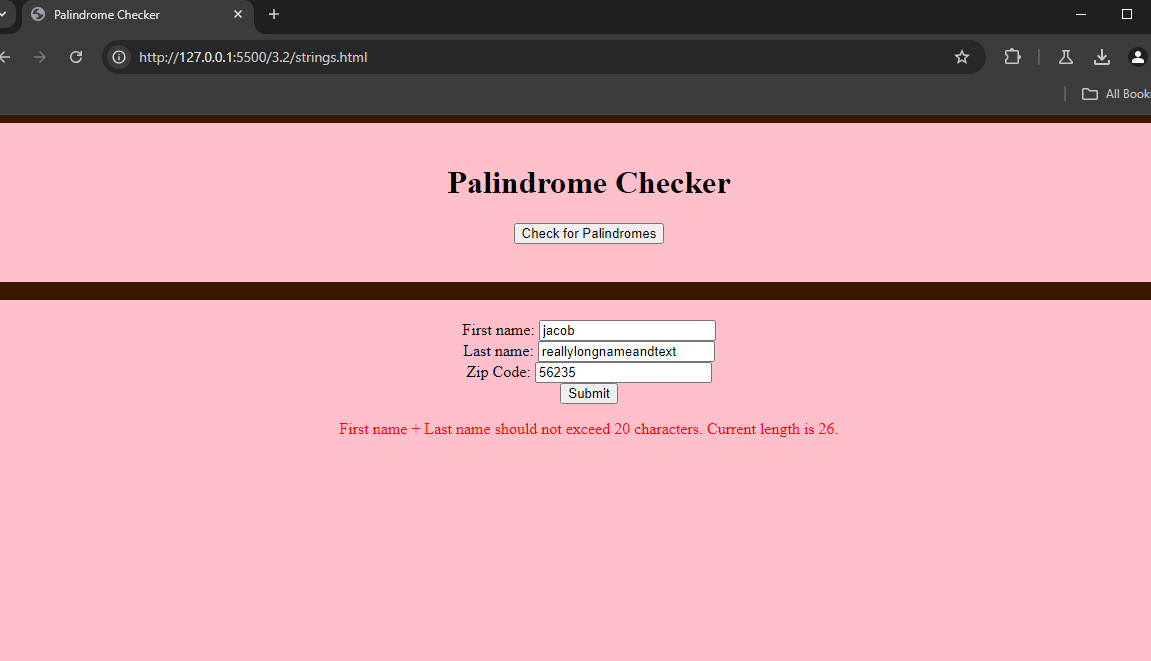 Palindrome Checker
http://127.0.0.1:5500/3.2/strings.html
All Book
Palindrome Checker
Check for Palindromes
First name: jacob
Last name: reallylongnameandtext
Zip Code: 56235
Submit
First name + Last name should not exceed 20 characters. Current length is 26.